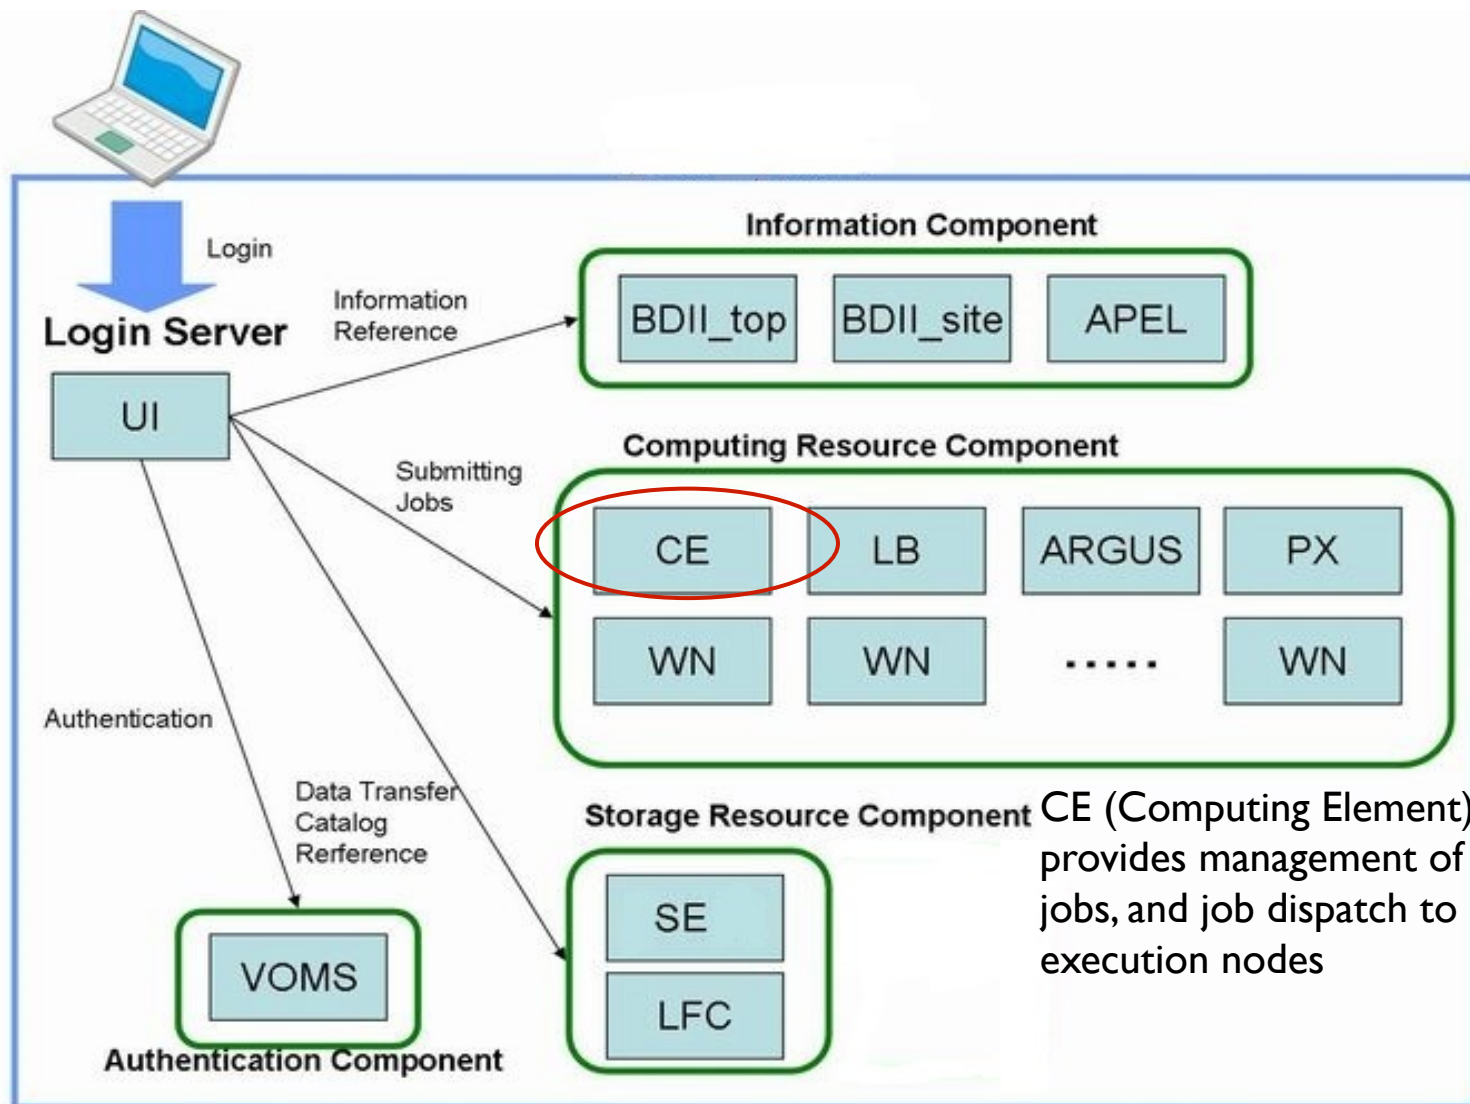 Login
Login Server
UI
Information
Reference
Information Component
BDII_top BDII_site APEL
Submitting
Jobs
Computing Resource Component
CE LB ARGUS PX
WN WN ..... WN
Authentication
Data Transfer
Catalog
Rerference
VOMS
Authentication Component
Storage Resource Component
SE
LFC
CE (Computing Element)
provides management of
jobs, and job dispatch to
execution nodes